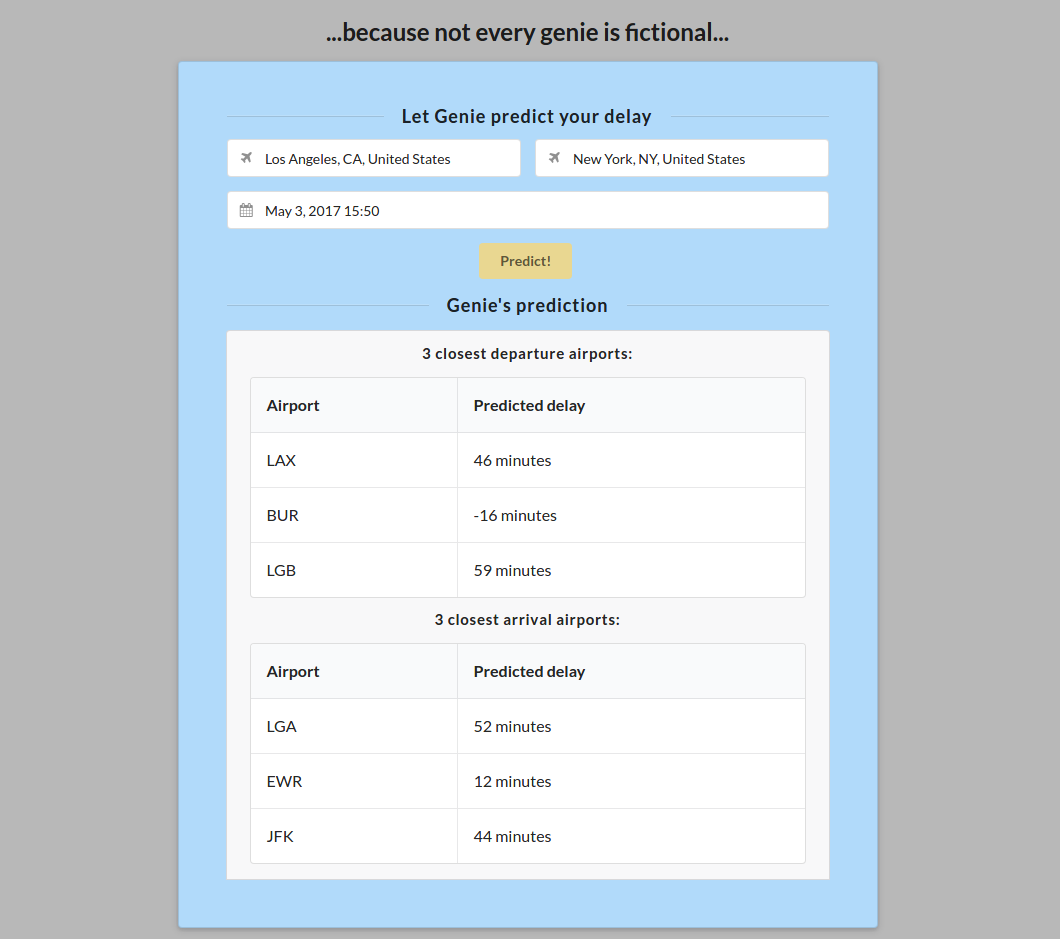 ...because not every genie is fictional...
Let Genie predict your delay
Los Angeles, CA, United States New York, NY, United States
May 3, 2017 15:50
Predict!
Genie's prediction
3 closest departure airports:
Airport Predicted delay
LAX 46 minutes
BUR -16 minutes
LGB 59 minutes
3 closest arrival airports:
Airport Predicted delay
LGA 52 minutes
EWR 12 minutes
JFK 44 minutes